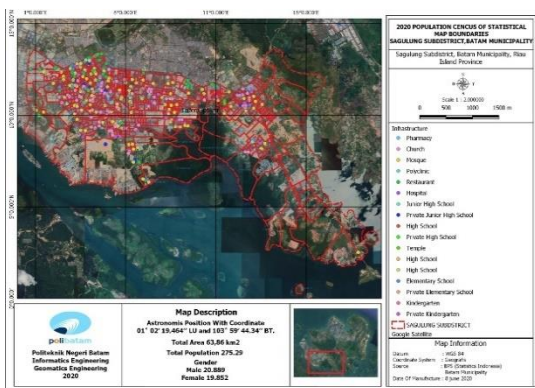 2020 POPULATION CENCUS OF STATISTICAL
MAP BOUNDARIES
SAGULUNG SUBDISTRICT,BATAM MUNICIPALITY
Sagulung Subdistrict, Batam Municipality, Riau
Island Province
0 500 1000 1500 m
Infrastructure
Pharmacy
Church
Mosque
Polyclinic
Restaurant
Hospital
Junior High School
Private Junior High School
High School
Private High School
Temple
High School
High School
Elementary School
Private Elementary School
Kindergarten
Private Kindergarten
SAGULUNG SUBDISTRICT
Google Satellite
Map Information
Datum : WGS 84
Coordinate System : Geografis
Source : BPS (Statistics Indonesia)
Batam Municipality
Date Of Manufacture : 8 June 2020
polibatam
Politeknik Negeri Batam
Informatics Engineering
Geomatics Engineering
2020
Map Description
Astronomis Position With Coordinate
01° 02' 19.464" LU and 103° 59' 44.34" BT.
Total Area 63,86 km2
Total Population 275.29
Gender
Male 20.889
Female 19.852